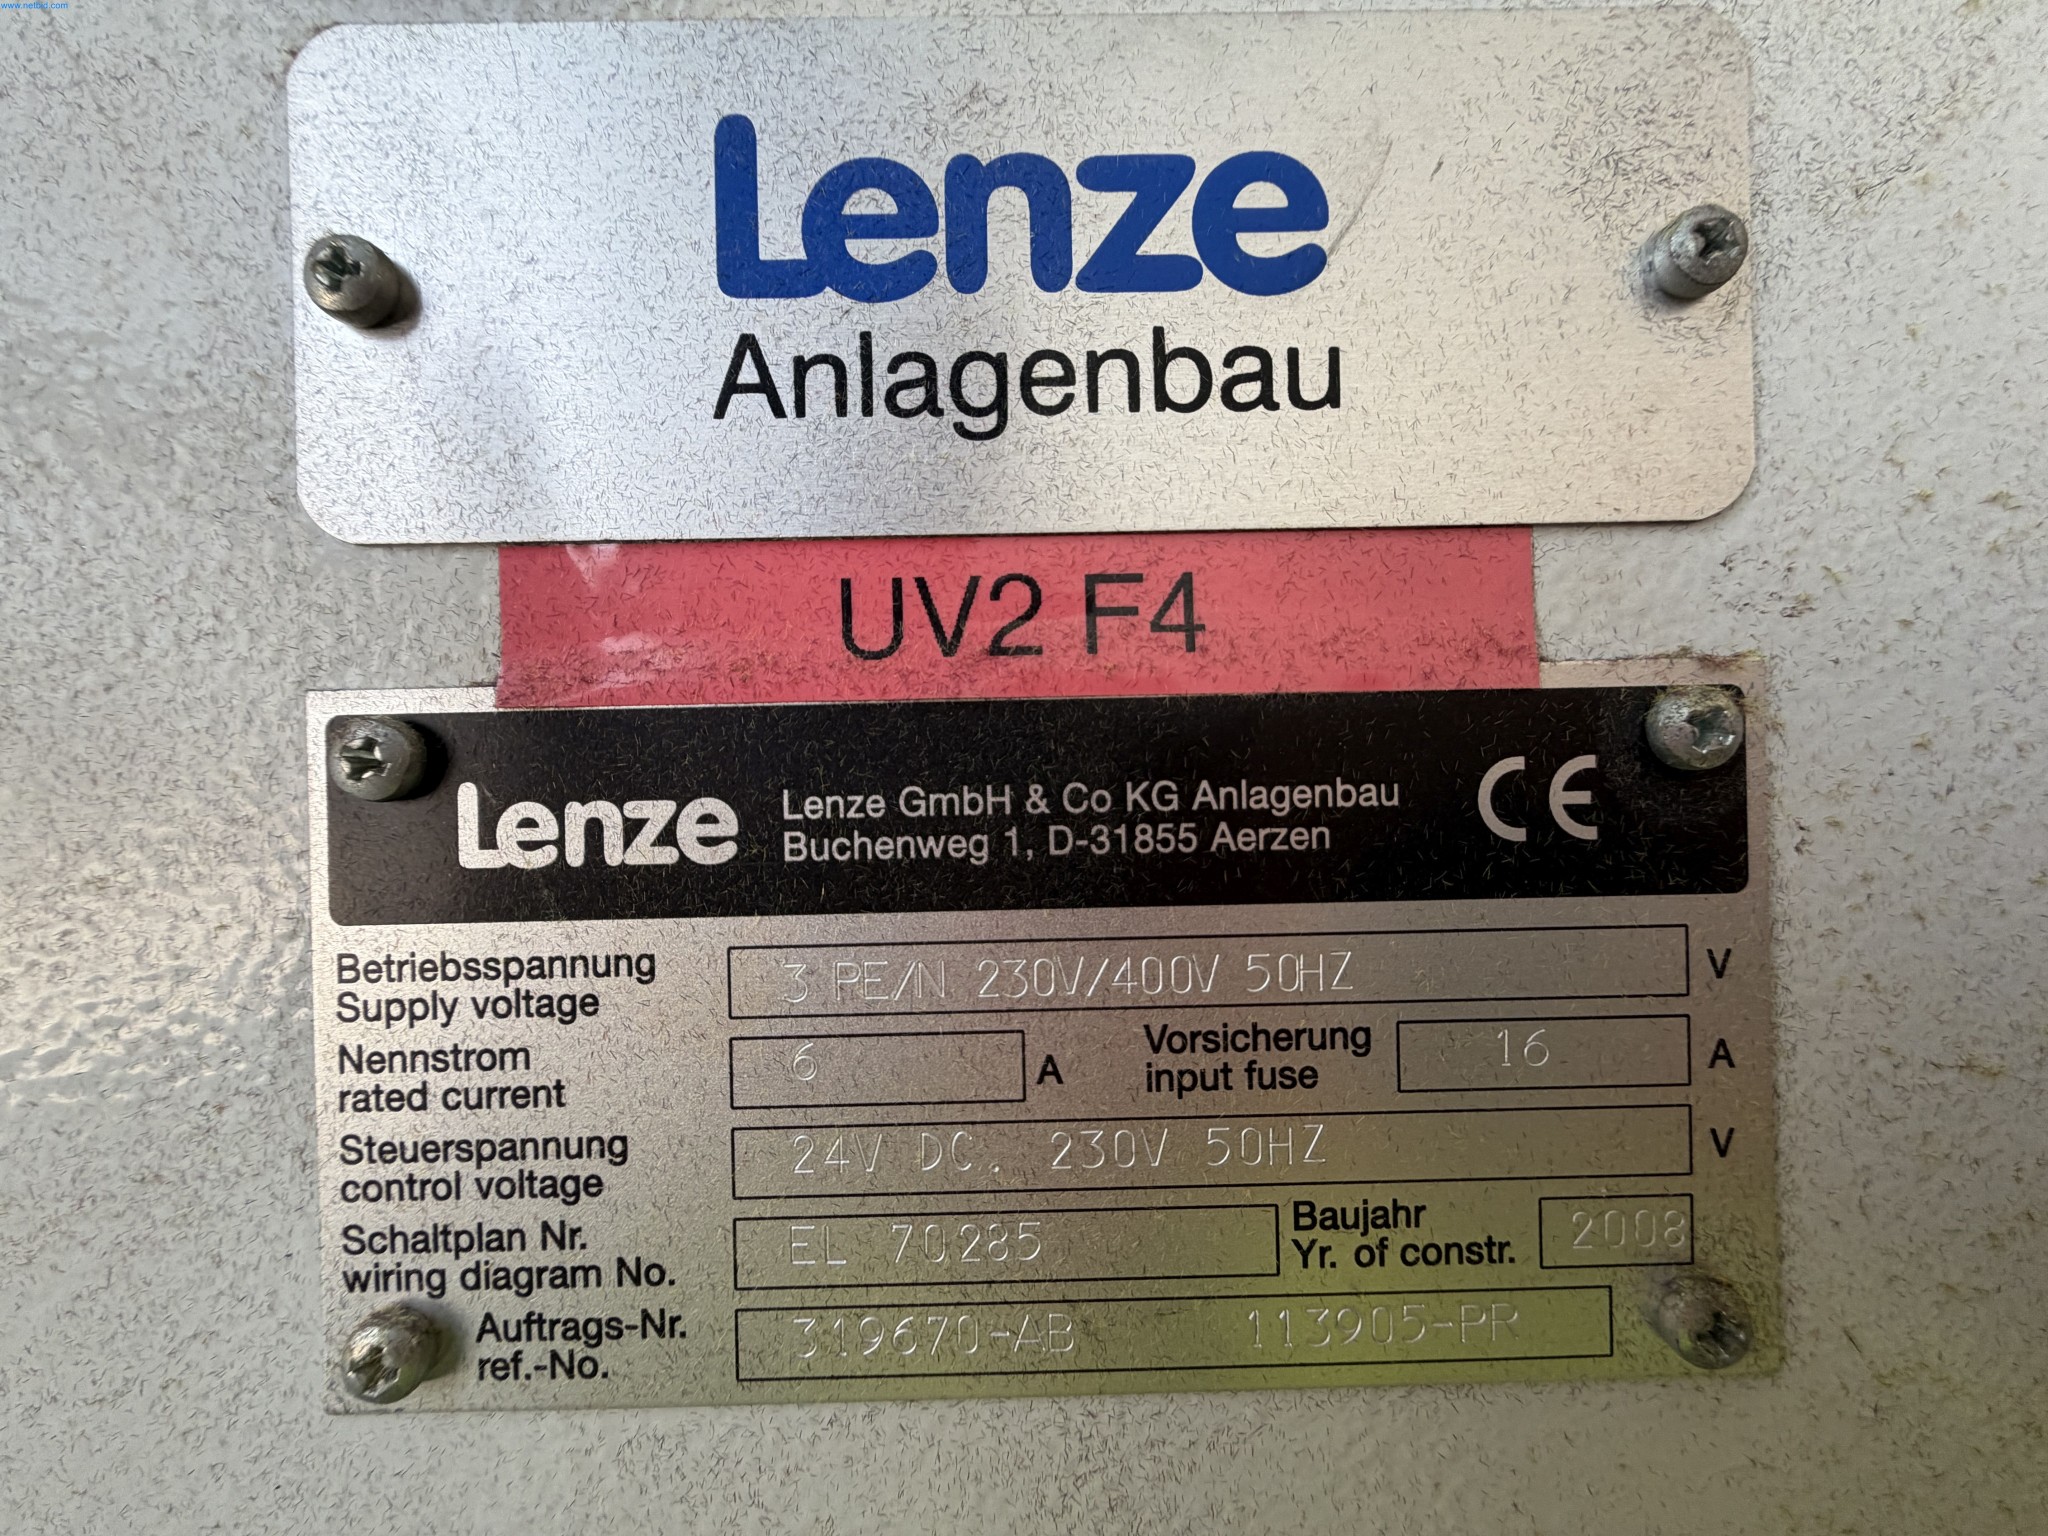 www.netbid.com
Lenze
Anlagenbau
UV2 F4
Lenze
Lenze GmbH & Co KG Anlagenbau
Buchenweg 1, D-31855 Aerzen
CE
Betriebsspannung
Supply voltage
3 PE/N 230V/400V 50HZ
V
Nennstrom
rated current
6
A
Vorsicherung
input fuse
16
A
Steuerspannung
control voltage
24V DC. 230V 50HZ
V
Schaltplan Nr.
wiring diagram No.
EL 70285
Baujahr
Yr. of constr.
2008
Auftrags-Nr.
ref.-No.
319670-AB 113905-PR